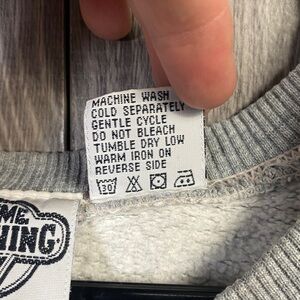 MACHINE WASH
COLD SEPARATELY
GENTLE CYCLE
DO NOT BLEACH
TUMBLE DRY LOW
WARM IRON ON
REVERSE SIDE
30